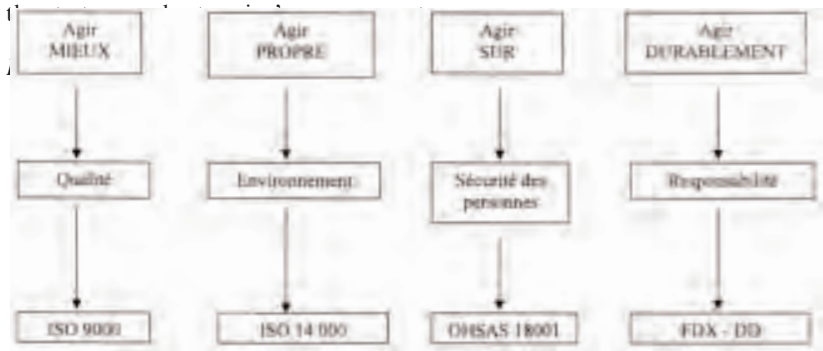 Agir
MIEUX
Agir
PROPRE
Agir
SUR
Agir
DURABLEMENT
Qualité
Environnement
Sécurité des
personnes
Responsabilité
ISO 9000
ISO 14 000
OHSAS 18001
FDX - DD